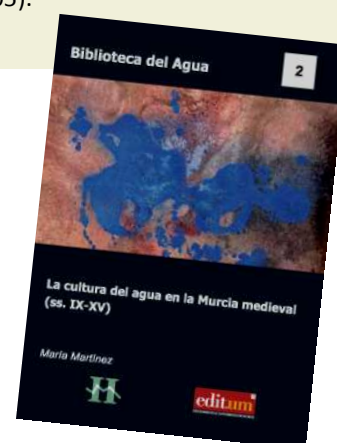 Biblioteca del Agua
2
La cultura del agua en la Murcia medieval
(ss. IX-XV)
María Martínez
H
editum